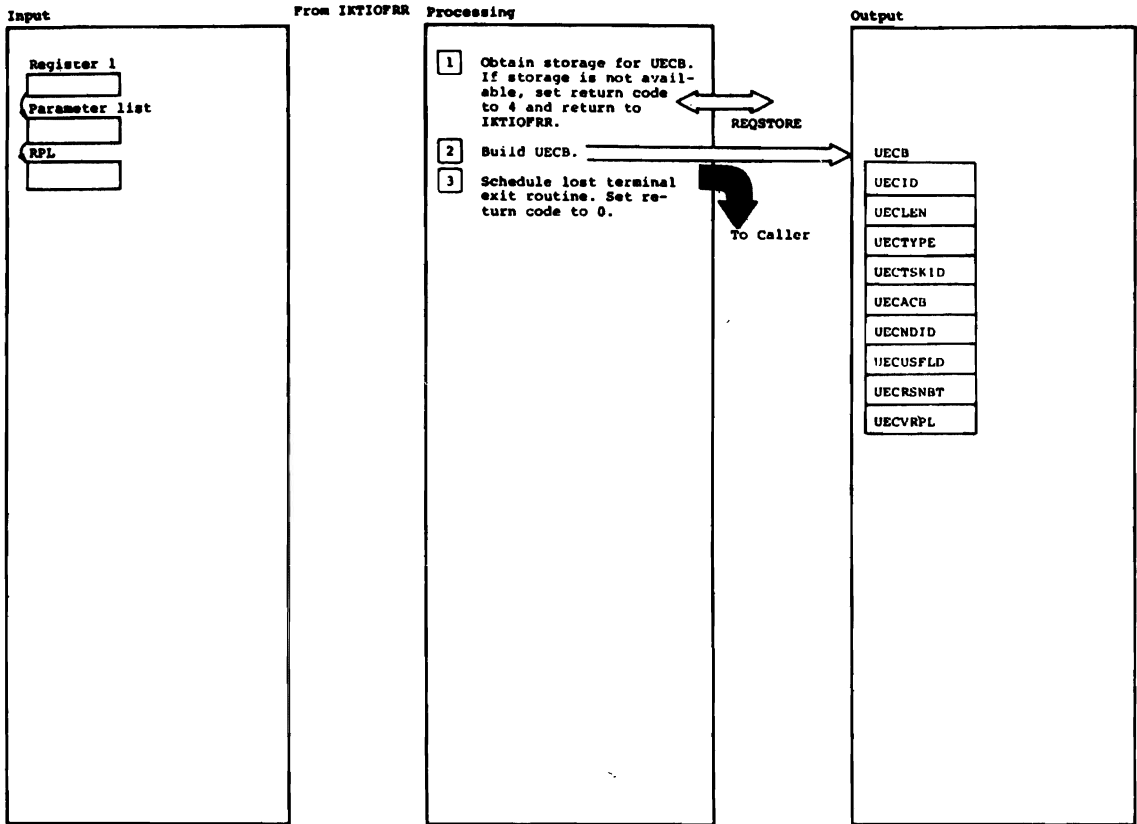 Input
From IKTIOFRR
Processing
Output
Register 1
Parameter list
RPL
1 Obtain storage for UECB.
If storage is not avail-
able, set return code
to 4 and return to
IKTIOFRR.
REQSTORE
2 Build UECB.
3 Schedule lost terminal
exit routine. Set re-
turn code to 0.
To Caller
UECB
UECID
UECLEN
UECTYPE
UECTSKID
UECACB
UECNDID
UECUSFLD
UECRSNBT
UECVRPL